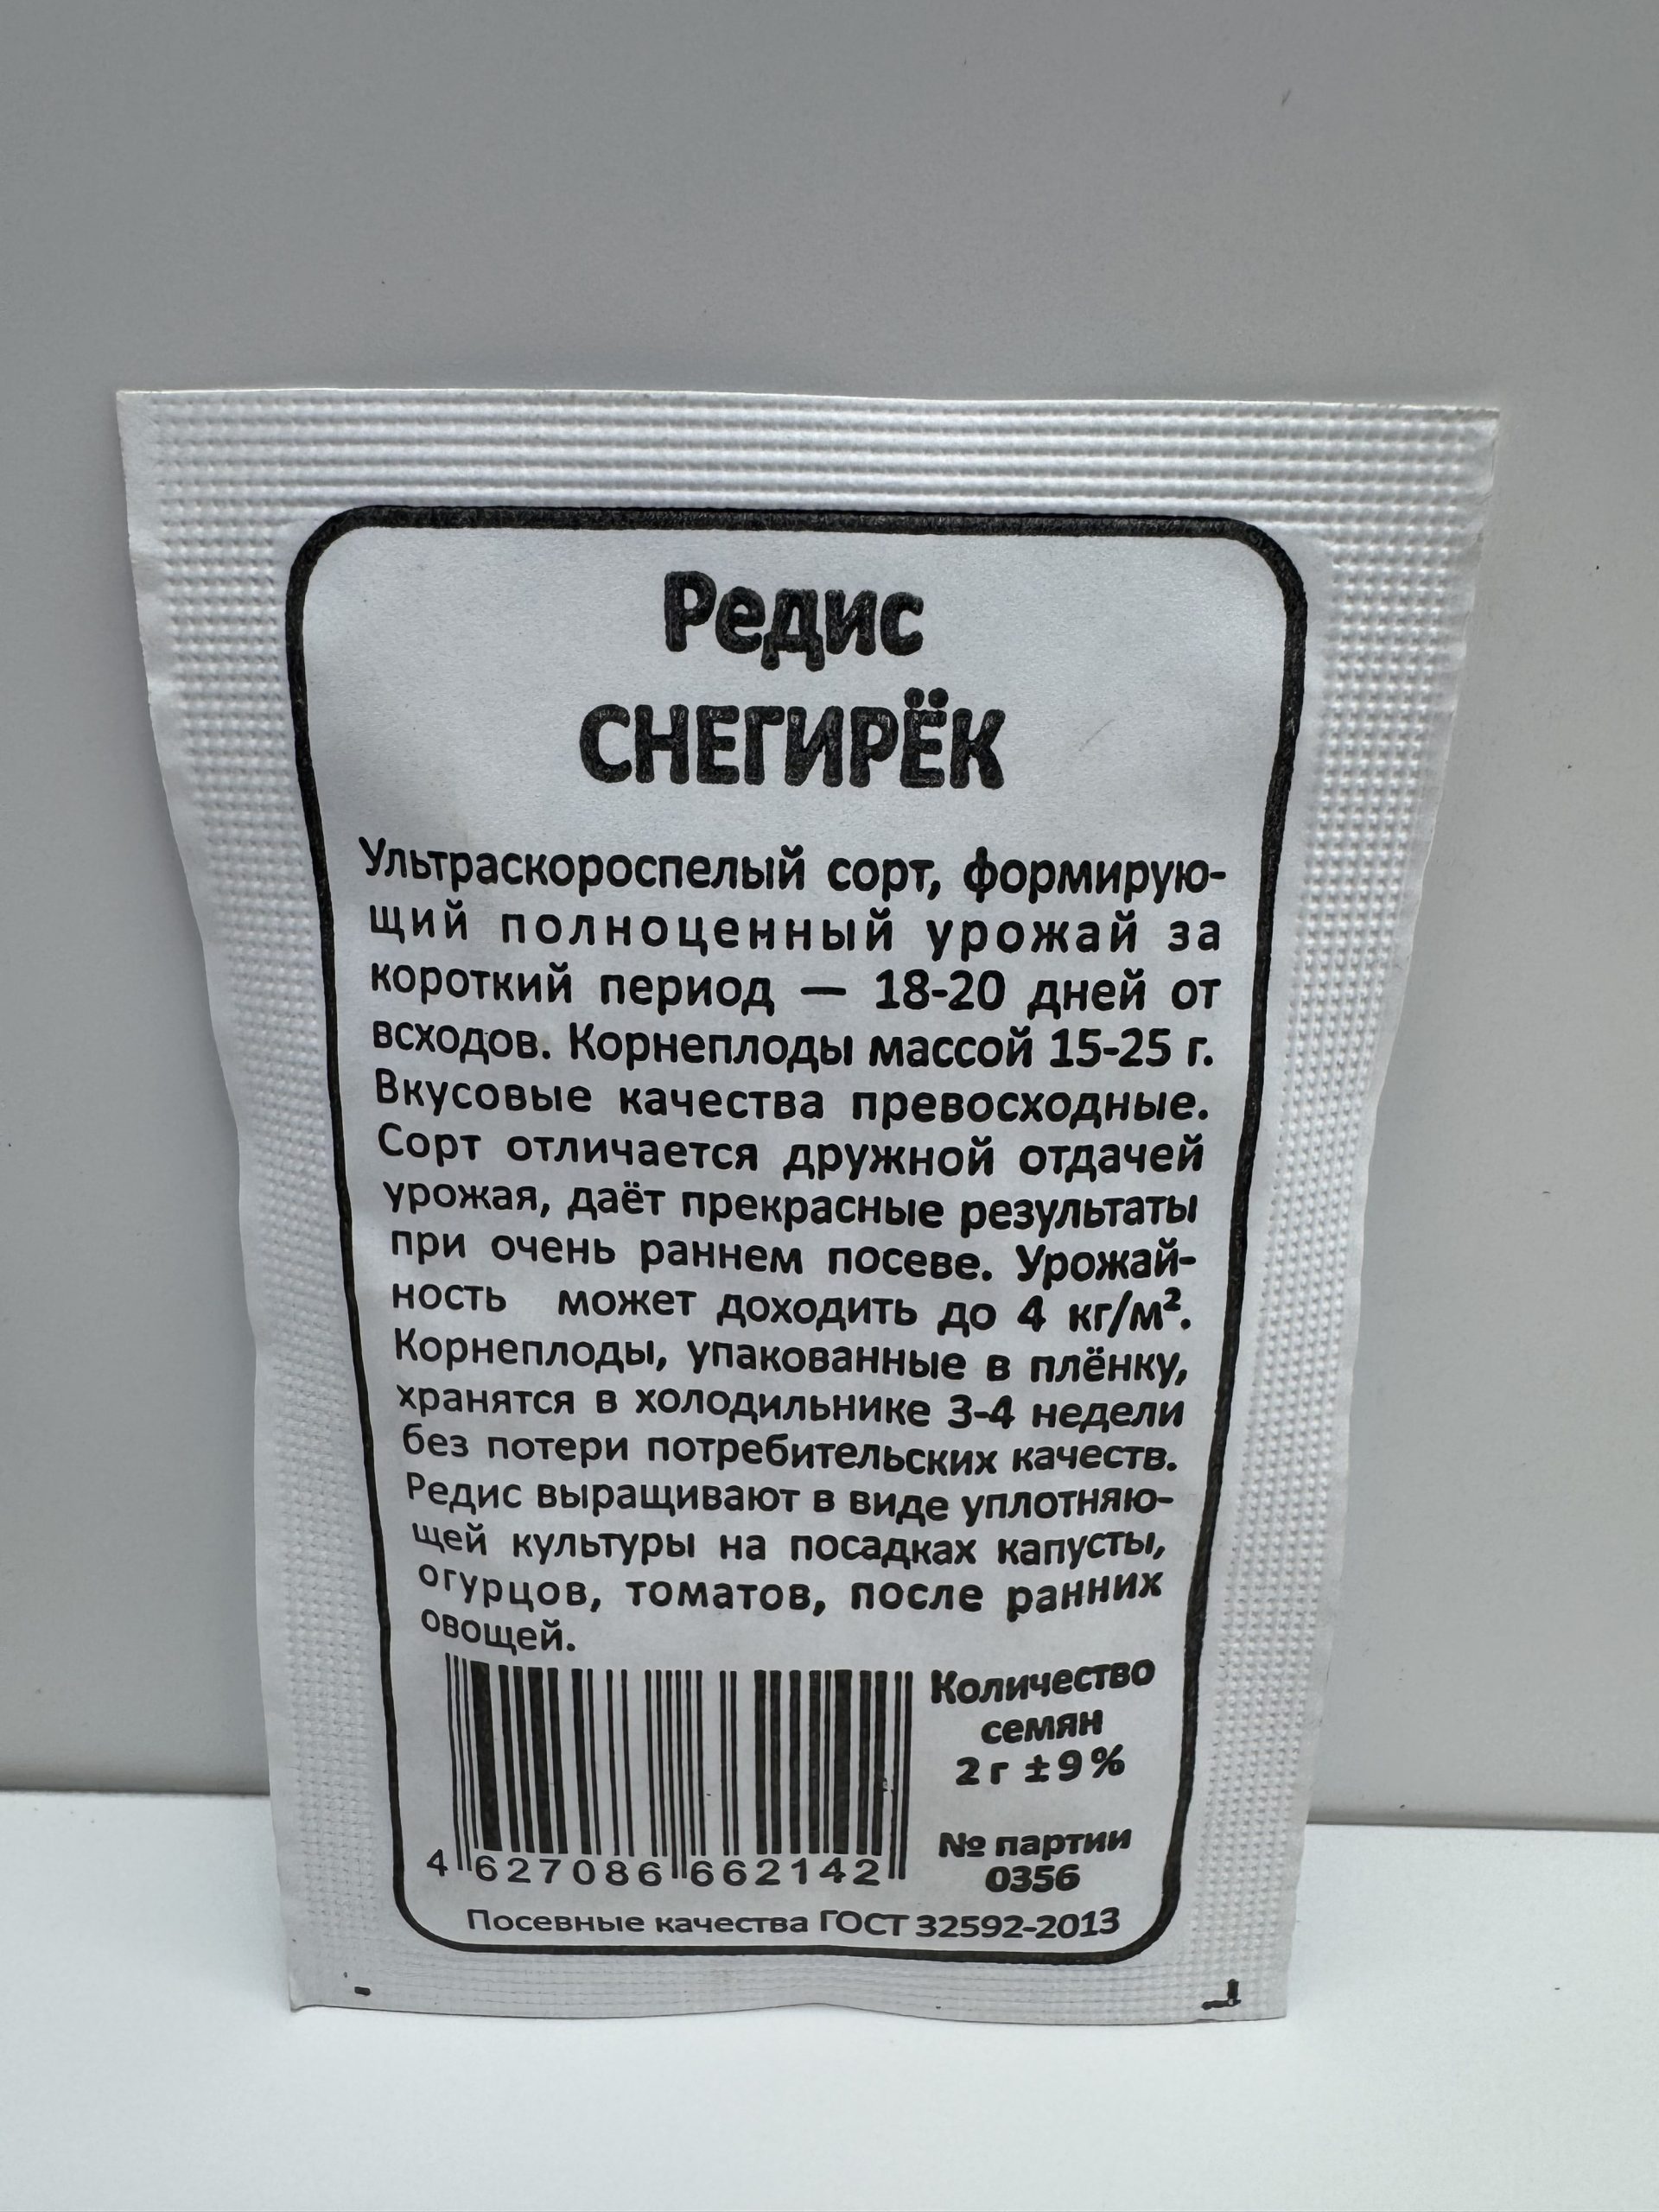 Редис
СНЕГИРЁК
Ультраскороспелый сорт, формирую-
щий полноценный урожай за
короткий период — 18-20 дней от
всходов. Корнеплоды массой 15-25 г.
Вкусовые качества превосходные.
Сорт отличается дружной отдачей
урожая, даёт прекрасные результаты
при очень раннем посеве. Урожай-
ность может доходить до 4 кг/м².
Корнеплоды, упакованные в плёнку,
хранятся в холодильнике 3-4 недели
без потери потребительских качеств.
Редис выращивают в виде уплотняю-
щей культуры на посадках капусты,
огурцов, томатов, после ранних
овощей.
Количество
семян
2 г ±9%
№ партии
0356
4 627086 662142
Посевные качества ГОСТ 32592-2013